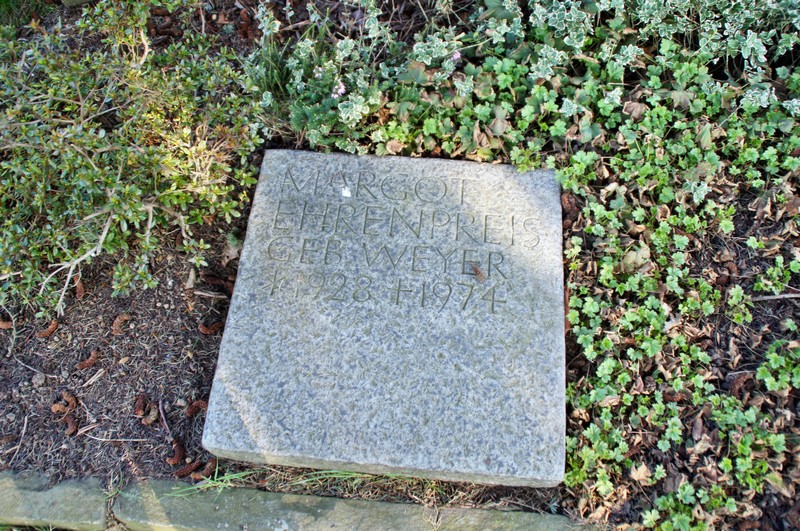 MARGOT
EHRENPREIS
GEB. WEYER
*1928 †1974